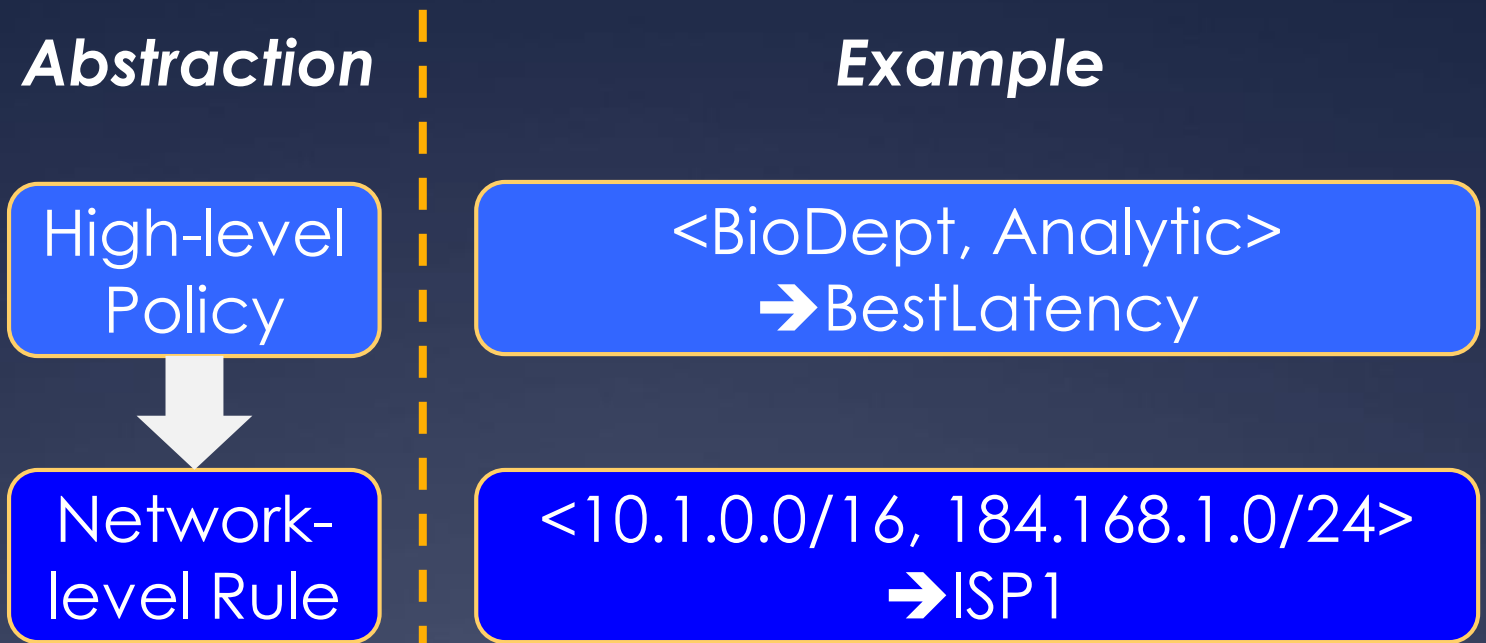 Abstraction
Example
High-level
Policy
<BioDept, Analytic>
➔BestLatency
Network-
level Rule
<10.1.0.0/16, 184.168.1.0/24>
➔ISP1